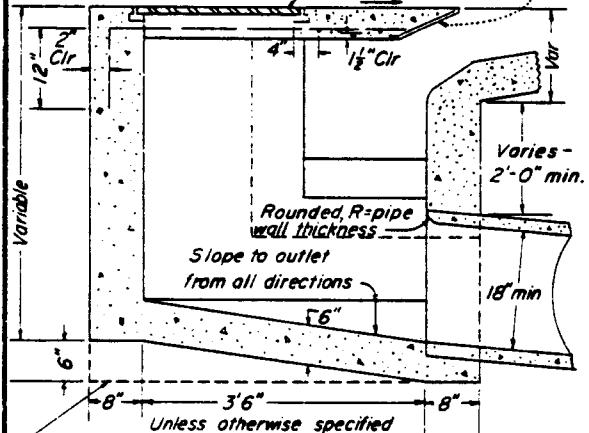 2"
Clr
12"
4"
1½" Clr
Var
Varies-
2'-0" min.
Variable
Rounded, R=pipe
wall thickness
Slope to outlet
from all directions
6"
18" min
6"
8"
3'6"
8"
Unless otherwise specified